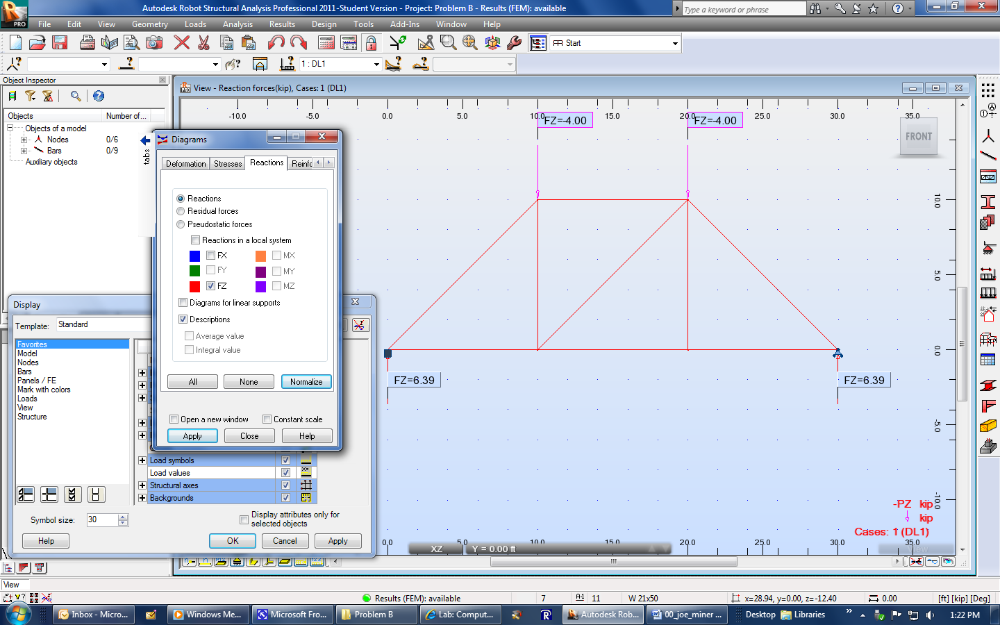 Autodesk Robot Structural Analysis Professional 2011-Student Version - Project: Problem B - Results (FEM): available
Type a keyword or phrase
PRO
File Edit View Geometry Loads Analysis Results Design Tools Add-Ins Window Help
Start
1 : DL1
Object Inspector
Objects Number of...
Objects of a model
Nodes 0/6
Bars 0/9
Auxiliary objects
tabs
View - Reaction forces(kip), Cases: 1 (DL1)
-10.0 -5.0 0.0 5.0 10.0 15.0 20.0 25.0 30.0 35.0
FZ=-4.00 FZ=-4.00
FRONT
10.0
5.0
0.0
-5.0
-10.0
FZ=6.39 FZ=6.39
-PZ kip
kip
Cases: 1 (DL1)
0.0 5.0 10.0 15.0 20.0 25.0 30.0 35.0
XZ Y = 0.00 ft
View
Diagrams
Deformation Stresses Reactions Reinfc
Reactions
Residual forces
Pseudostatic forces
Reactions in a local system
FX MX
FY MY
FZ MZ
Diagrams for linear supports
Descriptions
Average value
Integral value
All None Normalize
Open a new window Constant scale
Apply Close Help
Display
Template: Standard
Favorites
Model
Nodes
Bars
Panels / FE
Mark with colors
Loads
View
Structure
Load symbols
Load values
Structural axes
Backgrounds
Symbol size: 30
Display attributes only for
selected objects
Help OK Cancel Apply
View
Results (FEM): available 7 11 W 21x50 x=28.94, y=0.00, z=-12.40 0.00 [ft] [kip] [Deg]
Inbox - Micro... Windows Me... Microsoft Fro... Problem B Lab: Comput... Autodesk Rob... 00_joe_miner ... Desktop Libraries » 1:22 PM